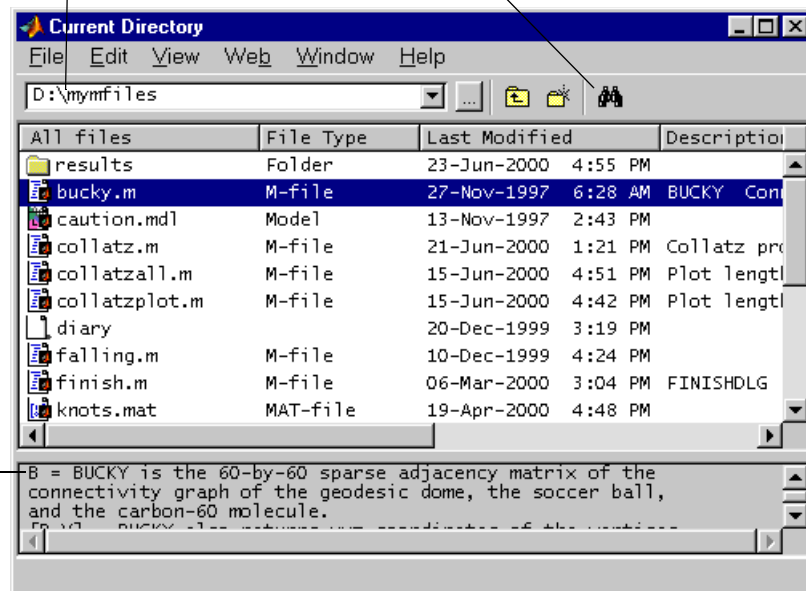 Current Directory
File Edit View Web Window Help
D:\mymfiles ...
All files File Type Last Modified
results Folder 23-Jun-2000 4:55 PM
bucky.m M-file 27-Nov-1997 6:28 AM BUCKY
caution.mdl Model 13-Nov-1997 2:43 PM
collatz.m M-file 21-Jun-2000 1:21 PM Collatz
collatzall.m M-file 15-Jun-2000 4:51 PM Plot
collatzplot.m M-file 15-Jun-2000 4:42 PM Plot
diary 20-Dec-1999 3:19 PM
falling.m M-file 10-Dec-1999 4:24 PM
finish.m M-file 06-Mar-2000 3:04 PM FINISHDLG
knots.mat MAT-file 19-Apr-2000 4:48 PM
B = BUCKY is the 60-by-60 sparse adjacency matrix of the
connectivity graph of the geodesic dome, the soccer ball,
and the carbon-60 molecule.